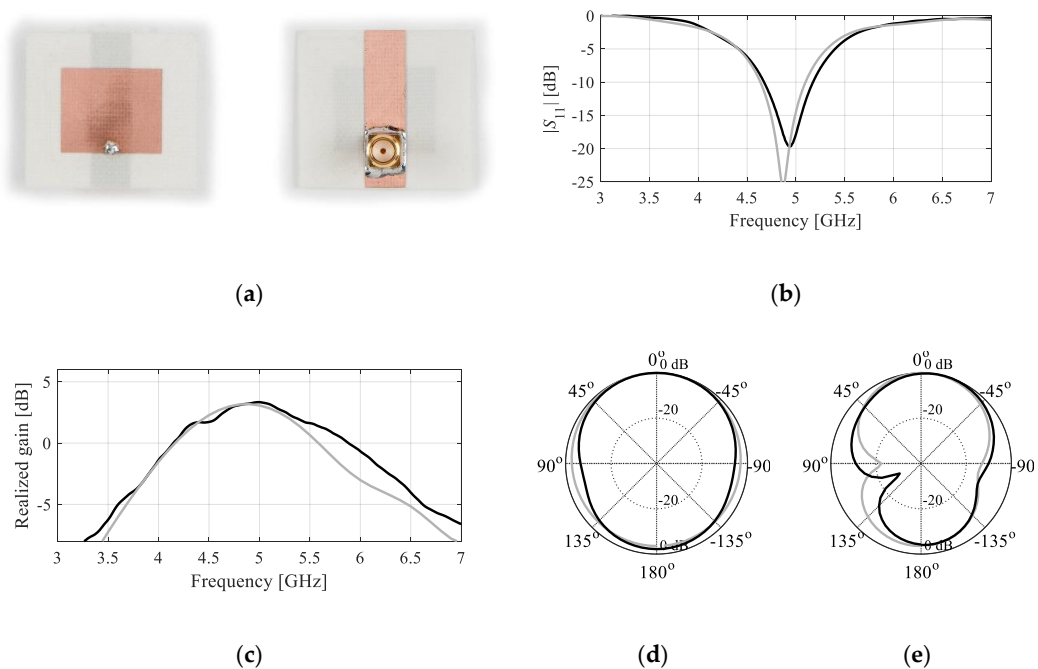 0
-5
-10
-15
-20
-25
|S₁₁| [dB]
3 3.5 4 4.5 5 5.5 6 6.5 7
Frequency [GHz]
(a)
(b)
5
0
-5
Realized gain [dB]
3 3.5 4 4.5 5 5.5 6 6.5 7
Frequency [GHz]
0° 0 dB
45° -45°
-20
90° -90
-20
135° 0 dB -135°
180°
0° 0 dB
45° -45°
-20
90° -90
-20
135° 0 dB -135°
180°
(c)
(d)
(e)